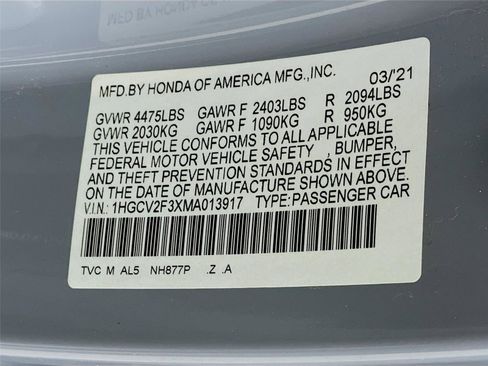 MFD.BY HONDA OF AMERICA MFG.,INC. 03/'21
GVWR 4475LBS GAWR F 2403LBS R 2094LBS
GVWR 2030KG GAWR F 1090KG R 950KG
THIS VEHICLE CONFORMS TO ALL APPLICABLE
FEDERAL MOTOR VEHICLE SAFETY , BUMPER,
AND THEFT PREVENTION STANDARDS IN EFFECT
ON THE DATE OF MANUFACTURE SHOWN ABOVE.
V.I.N.: 1HGCV2F3XMA013917 TYPE:PASSENGER CAR
TVC M AL5 NH877P .Z .A